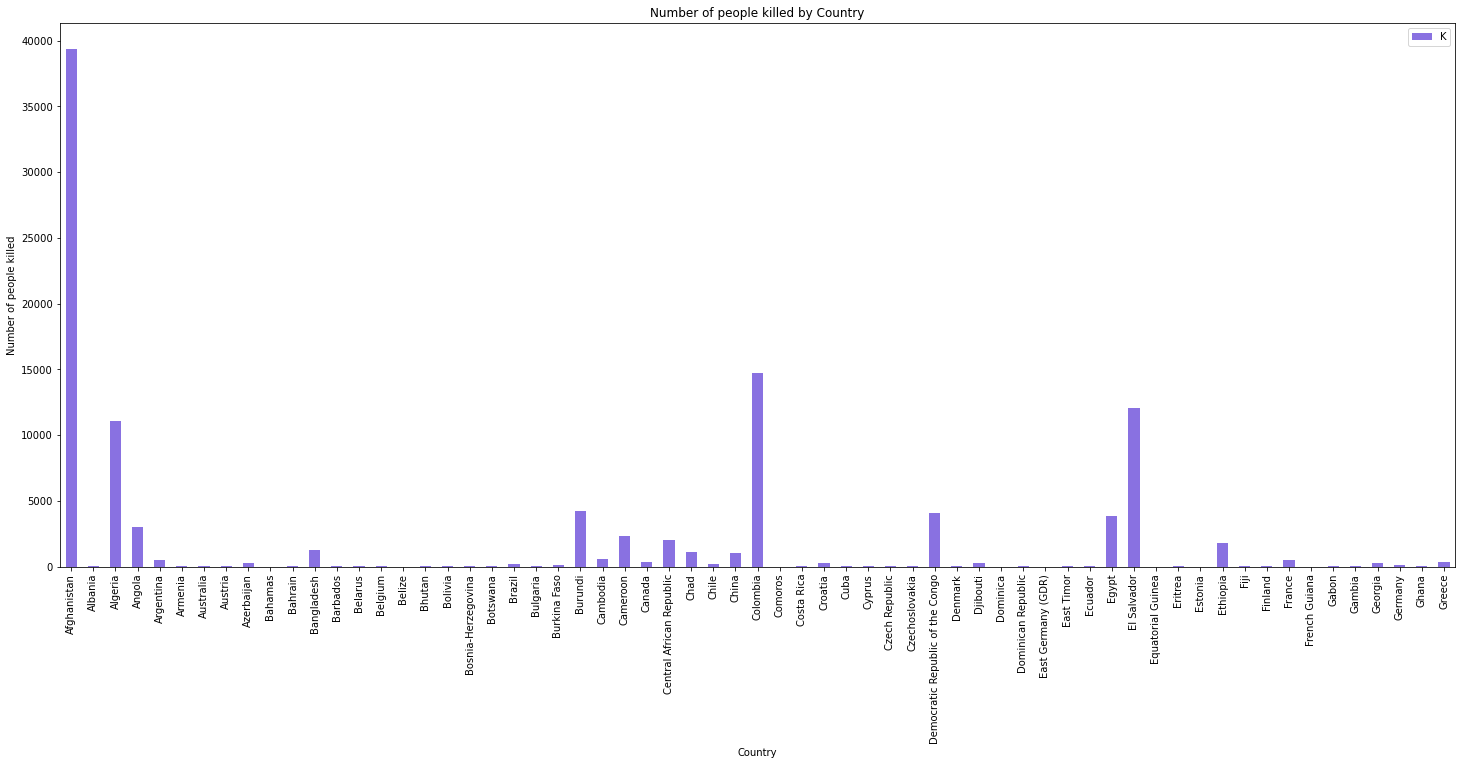 Number of people killed by Country
K
Number of people killed
40000
35000
30000
25000
20000
15000
10000
5000
0
Afghanistan
Albania
Algeria
Angola
Argentina
Armenia
Australia
Austria
Azerbaijan
Bahamas
Bahrain
Bangladesh
Barbados
Belarus
Belgium
Belize
Bhutan
Bolivia
Bosnia-Herzegovina
Botswana
Brazil
Bulgaria
Burkina Faso
Burundi
Cambodia
Cameroon
Canada
Central African Republic
Chad
Chile
China
Colombia
Comoros
Costa Rica
Croatia
Cuba
Cyprus
Czech Republic
Czechoslovakia
Democratic Republic of the Congo
Denmark
Djibouti
Dominica
Dominican Republic
East Germany (GDR)
East Timor
Ecuador
Egypt
El Salvador
Equatorial Guinea
Eritrea
Estonia
Ethiopia
Fiji
Finland
France
French Guiana
Gabon
Gambia
Georgia
Germany
Ghana
Greece
Country